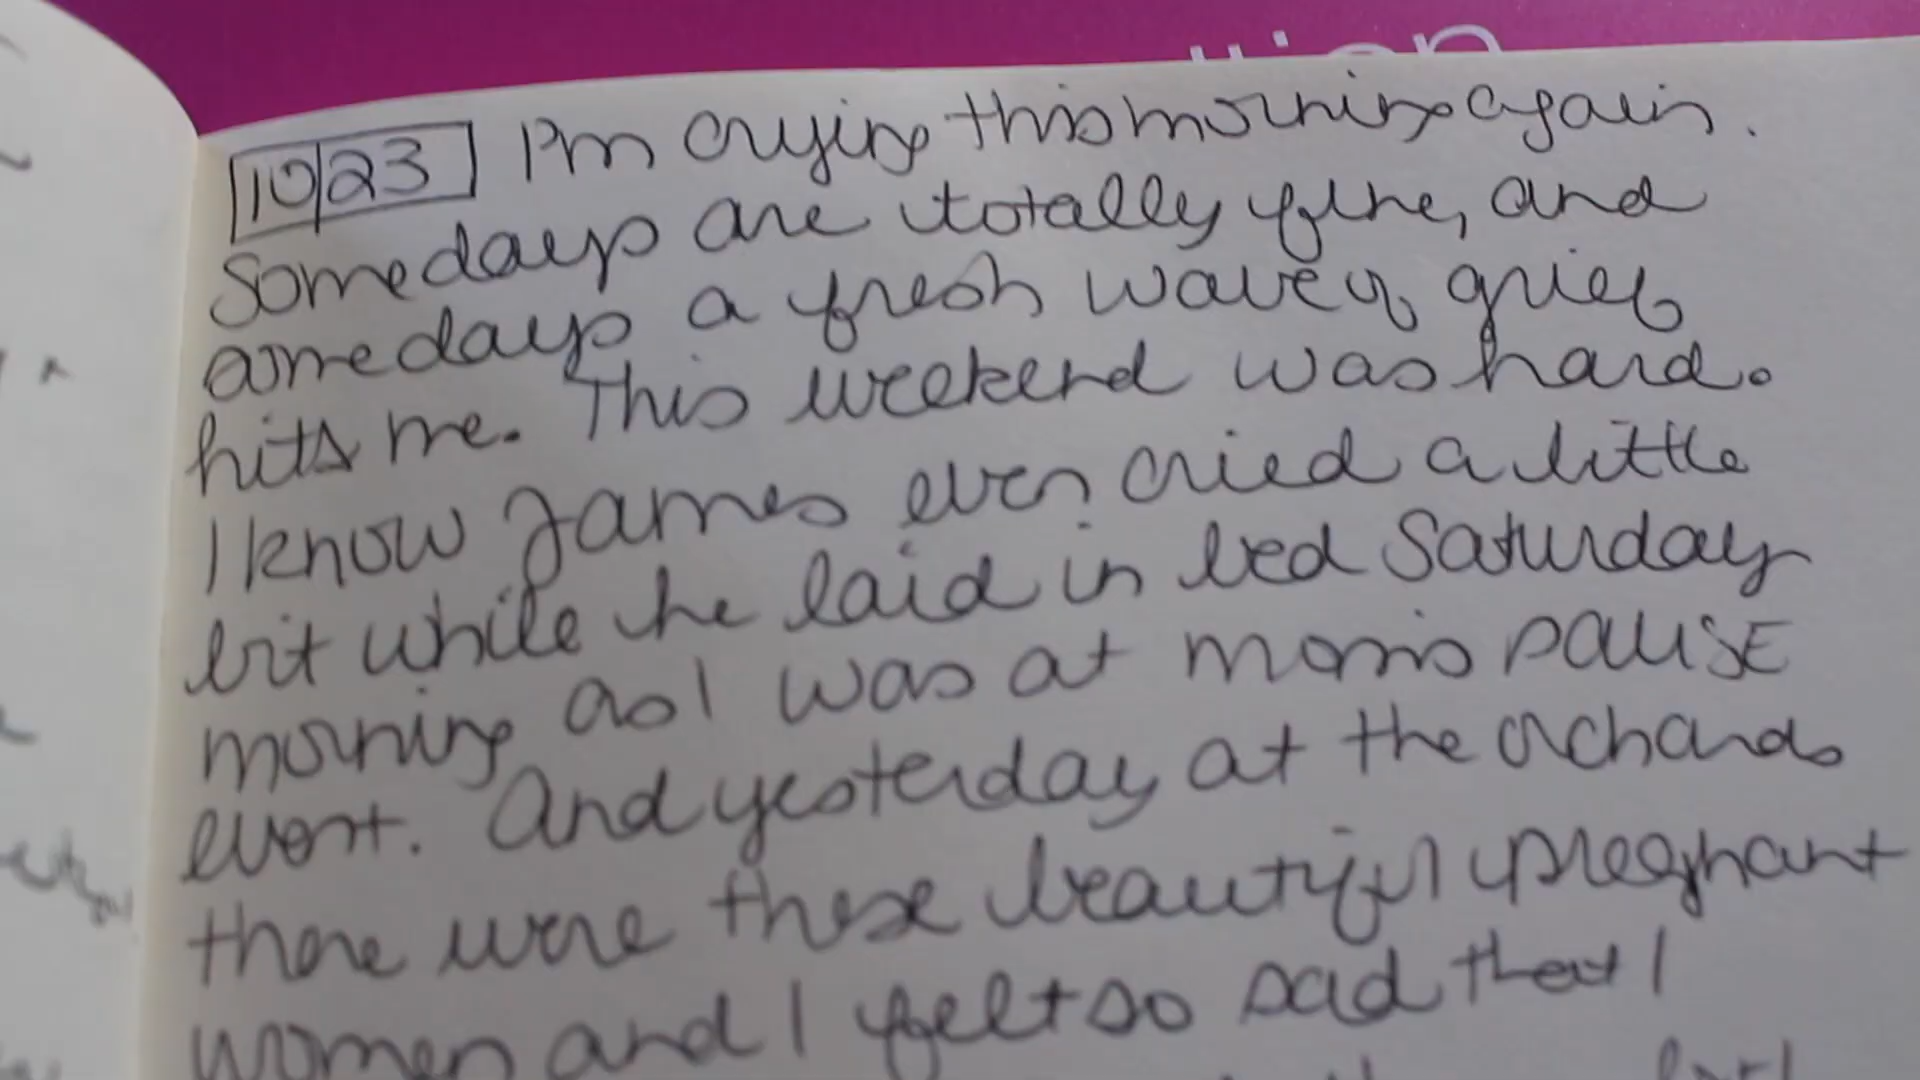 10/23 I'm crying this morning again.
Some days are totally fine, and
some days a fresh wave of grief
hits me. This weekend was hard.
I know James even cried a little
bit while he laid in bed Saturday
morning as I was at mom's PAUSE
event. And yesterday at the orchards
there were these beautiful pregnant
women and I felt so sad that I